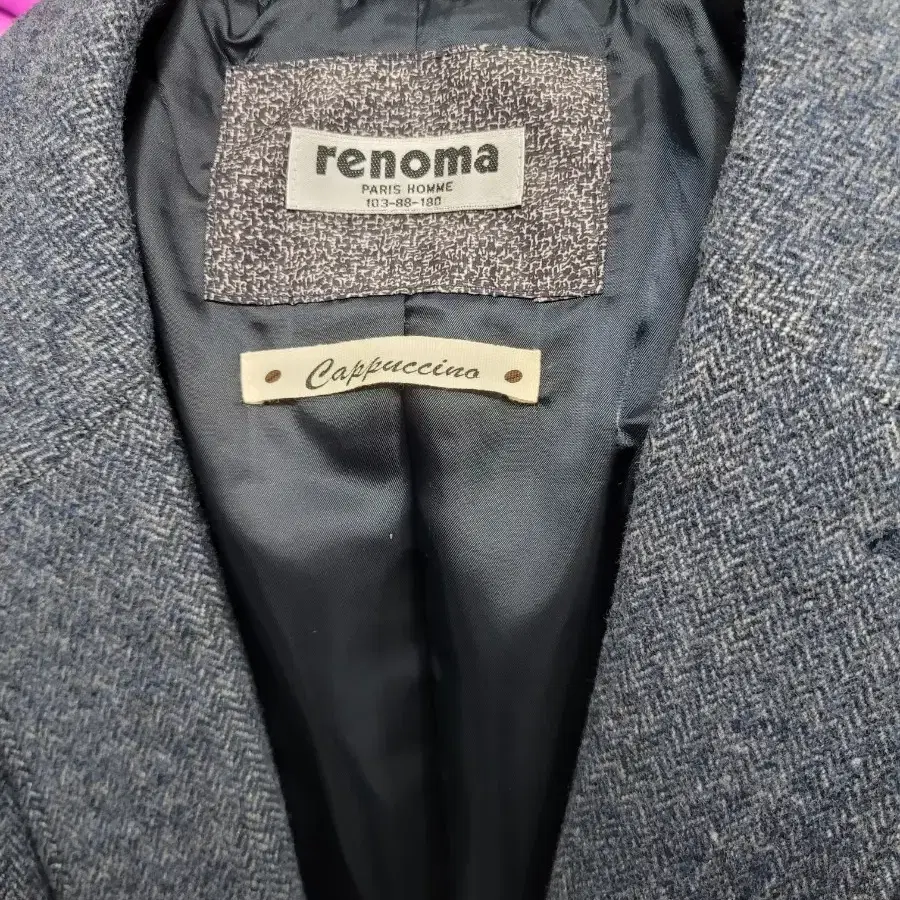 renoma
PARIS HOMME
103-88-180
Cappuccino